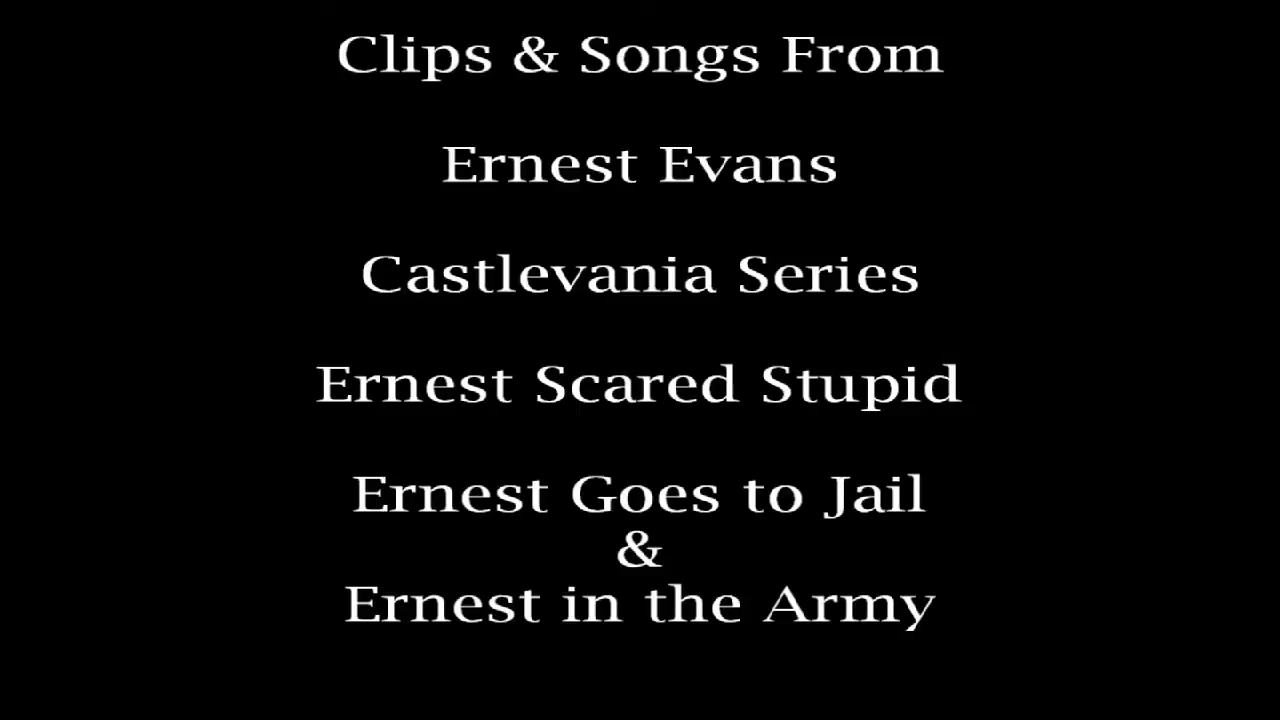 Clips & Songs From
Ernest Evans
Castlevania Series
Ernest Scared Stupid
Ernest Goes to Jail
&
Ernest in the Army